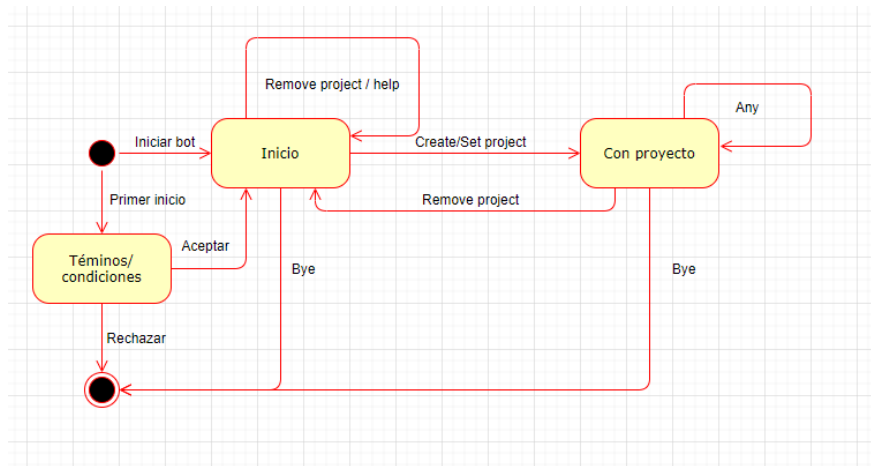 Remove project / help
Any
Iniciar bot
Inicio
Create/Set project
Con proyecto
Primer inicio
Remove project
Aceptar
Téminos/
condiciones
Bye
Bye
Rechazar